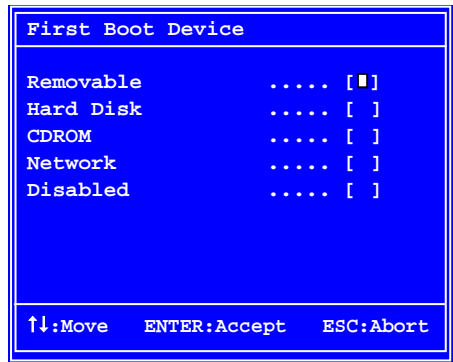 First Boot Device
Removable ..... [▮]
Hard Disk ..... [ ]
CDROM ..... [ ]
Network ..... [ ]
Disabled ..... [ ]
↑↓:Move ENTER:Accept ESC:Abort